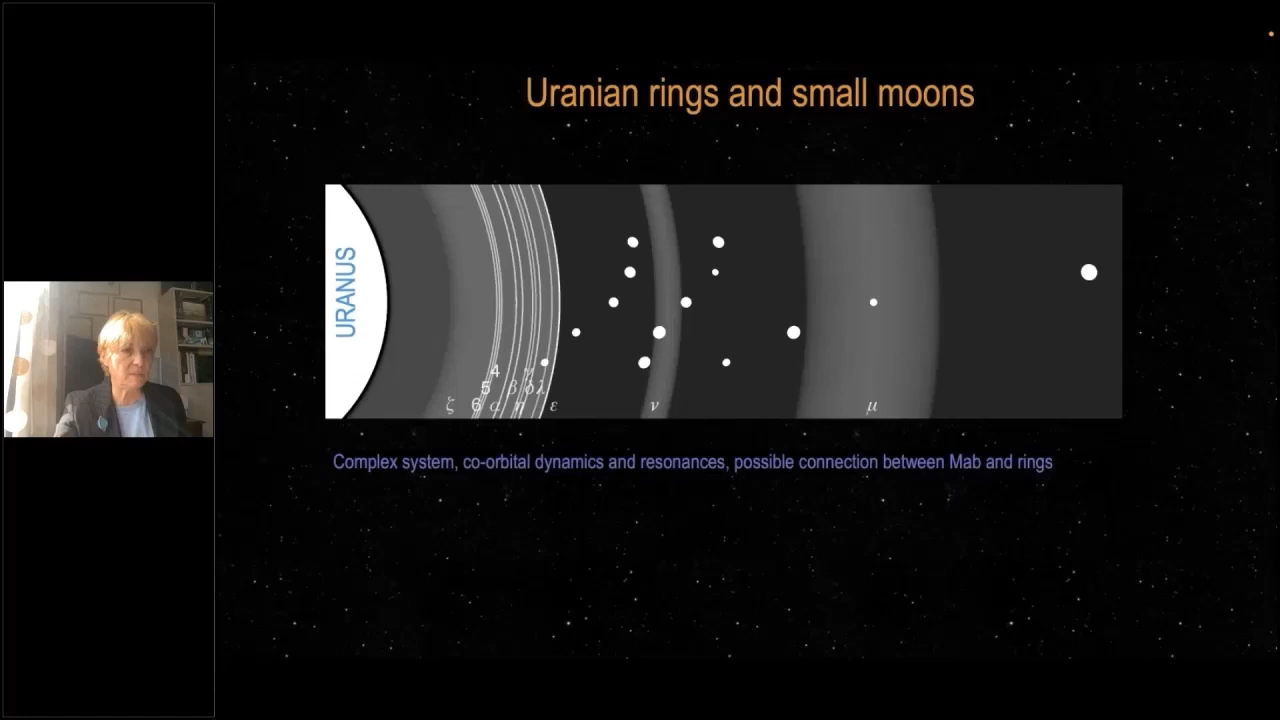 Uranian rings and small moons
URANUS
4 γ
5 β δ λ
ζ 6 α η ε ν μ
Complex system, co-orbital dynamics and resonances, possible connection between Mab and rings